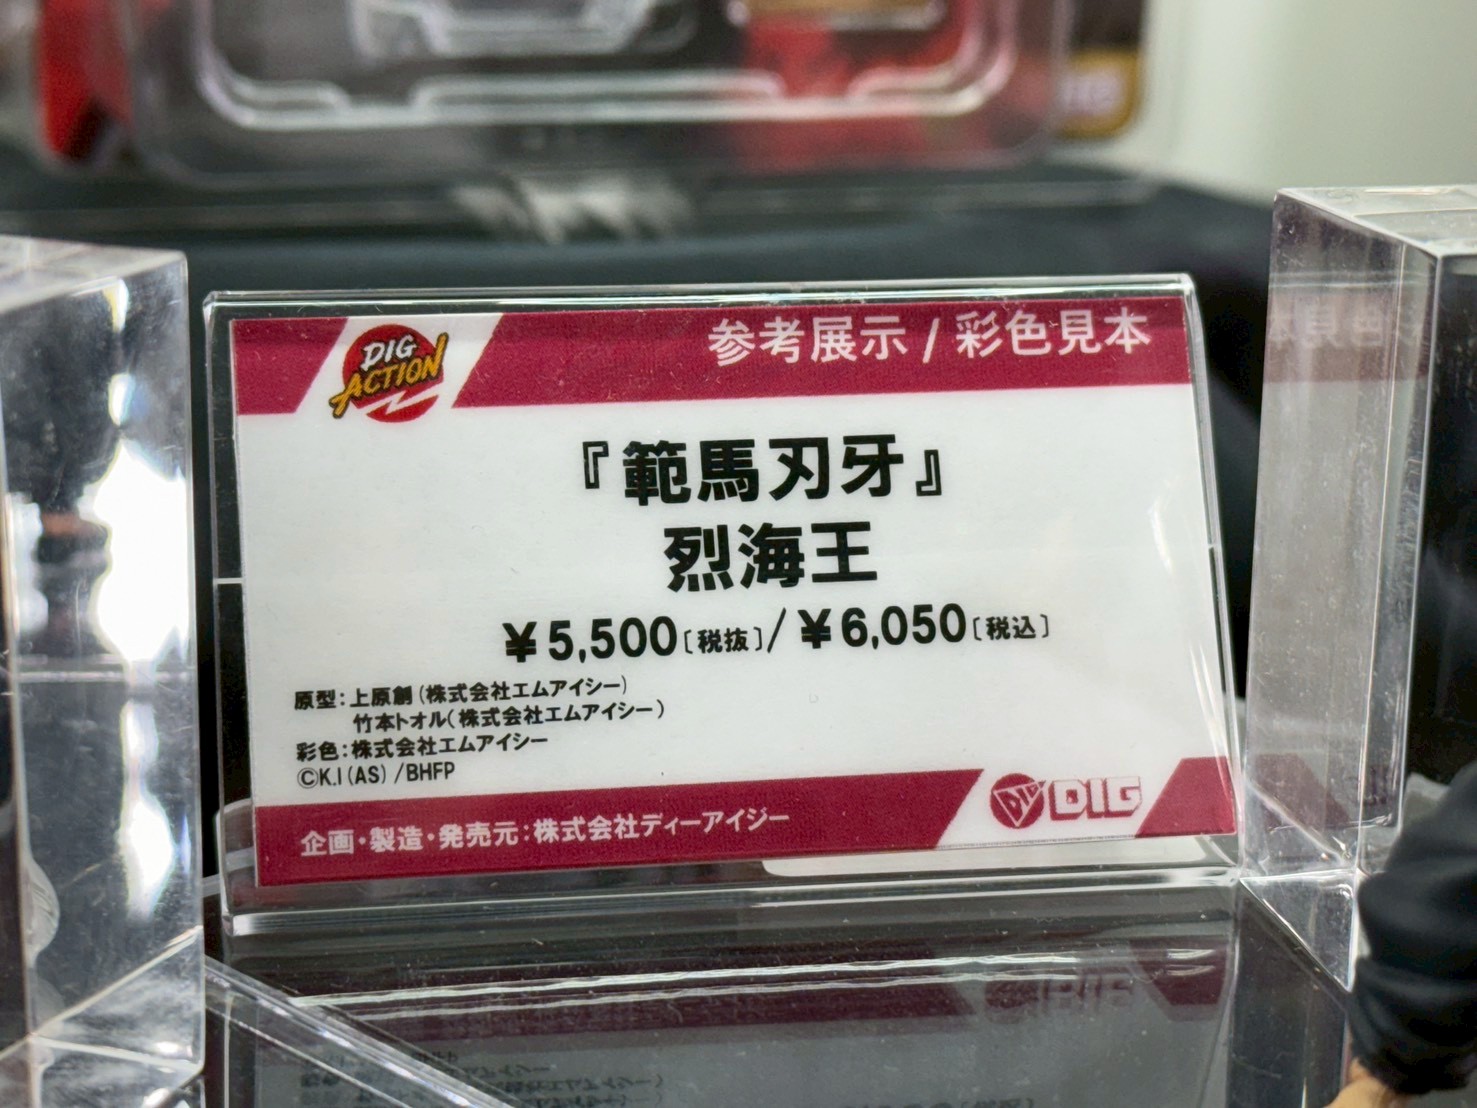 DIG
ACTION
参考展示 / 彩色見本
『範馬刃牙』
烈海王
¥5,500[税抜]/¥6,050[税込]
原型:上原創(株式会社エムアイシー)
竹本トオル(株式会社エムアイシー)
彩色:株式会社エムアイシー
©K.I(AS)/BHFP
企画・製造・発売元:株式会社ディーアイジー
DIG DIG